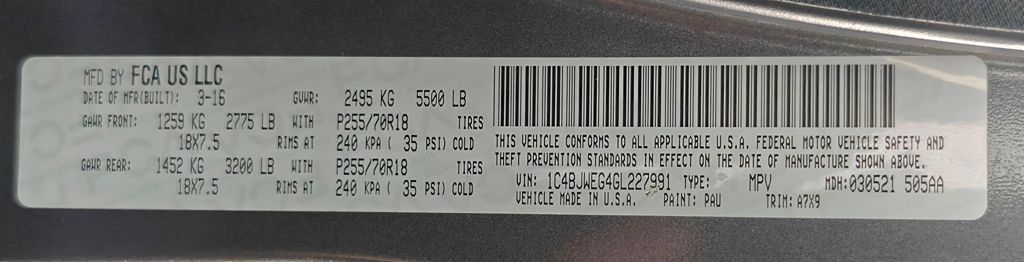 MFD BY FCA US LLC
DATE OF MFR(BUILT): 3-16 GVWR: 2495 KG 5500 LB
GAWR FRONT: 1259 KG 2775 LB WITH P255/70R18 TIRES
18X7.5 RIMS AT 240 KPA ( 35 PSI) COLD
GAWR REAR: 1452 KG 3200 LB WITH P255/70R18 TIRES
18X7.5 RIMS AT 240 KPA ( 35 PSI) COLD
THIS VEHICLE CONFORMS TO ALL APPLICABLE U.S.A. FEDERAL MOTOR VEHICLE SAFETY AND
THEFT PREVENTION STANDARDS IN EFFECT ON THE DATE OF MANUFACTURE SHOWN ABOVE.
VIN: 1C4BJWEG4GL227991 TYPE: MPV MDH:030521 505AA
VEHICLE MADE IN U.S.A. PAINT: PAU TRIM: A7X9